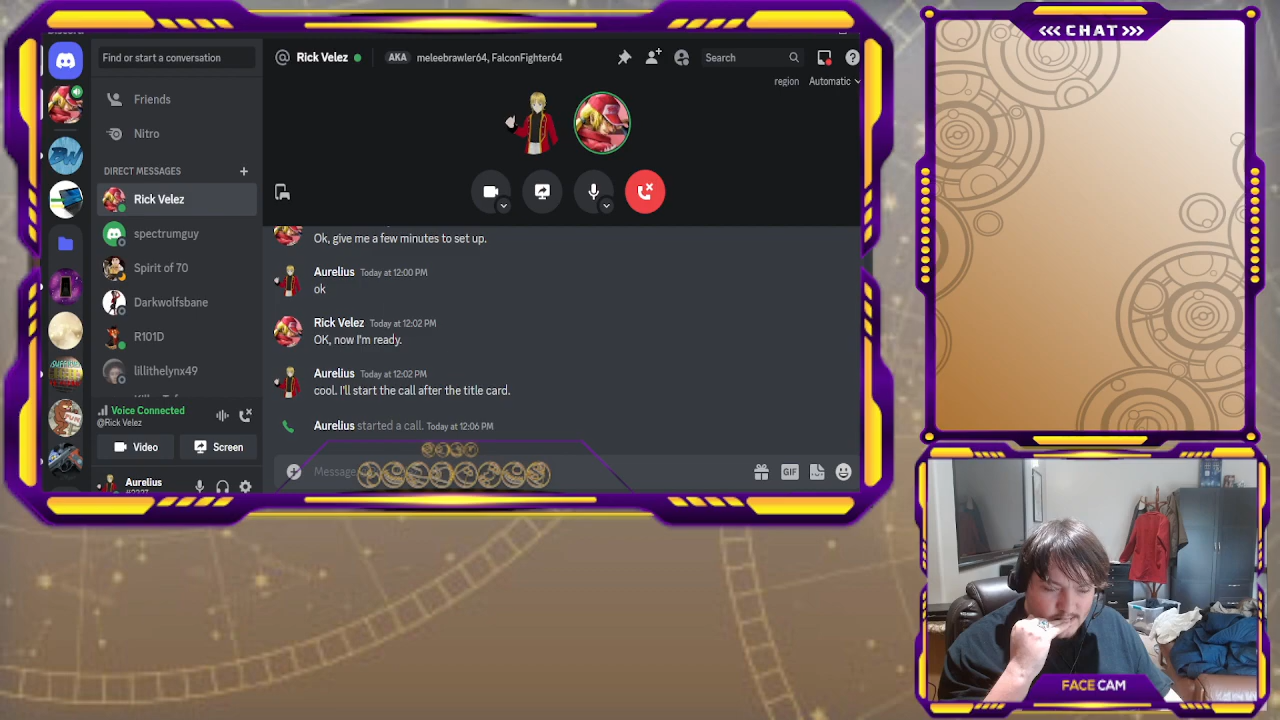 Find or start a conversation
Friends
Nitro
DIRECT MESSAGES
Rick Velez
spectrumguy
Spirit of 70
Darkwolfsbane
R101D
lillithelynx49
Voice Connected
@Rick Velez
Video
Screen
Aurelius
BW
@ Rick Velez
AKA
meleebrawler64, FalconFighter64
Search
region
Automatic
Ok, give me a few minutes to set up.
Aurelius Today at 12:00 PM
ok
Rick Velez Today at 12:02 PM
OK, now I'm ready.
Aurelius Today at 12:02 PM
cool. I'll start the call after the title card.
Aurelius started a call. Today at 12:06 PM
Message
GIF
<<< CHAT >>>
FACE CAM